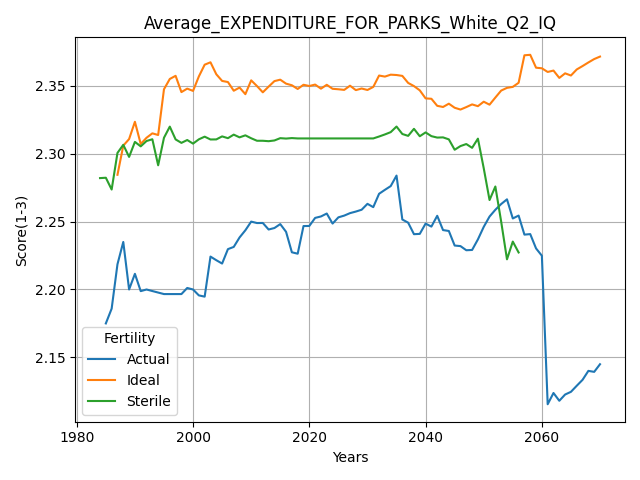 Average_EXPENDITURE_FOR_PARKS_White_Q2_IQ
Score(1-3)
2.35
2.30
2.25
2.20
2.15
Fertility
Actual
Ideal
Sterile
1980 2000 2020 2040 2060
Years